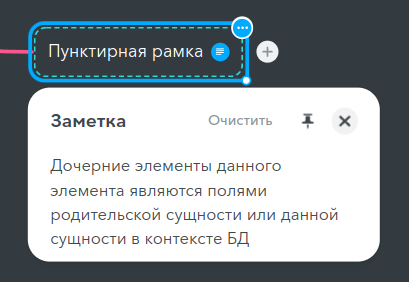 Пунктирная рамка
Заметка
Очистить
Дочерние элементы данного
элемента являются полями
родительской сущности или данной
сущности в контексте БД